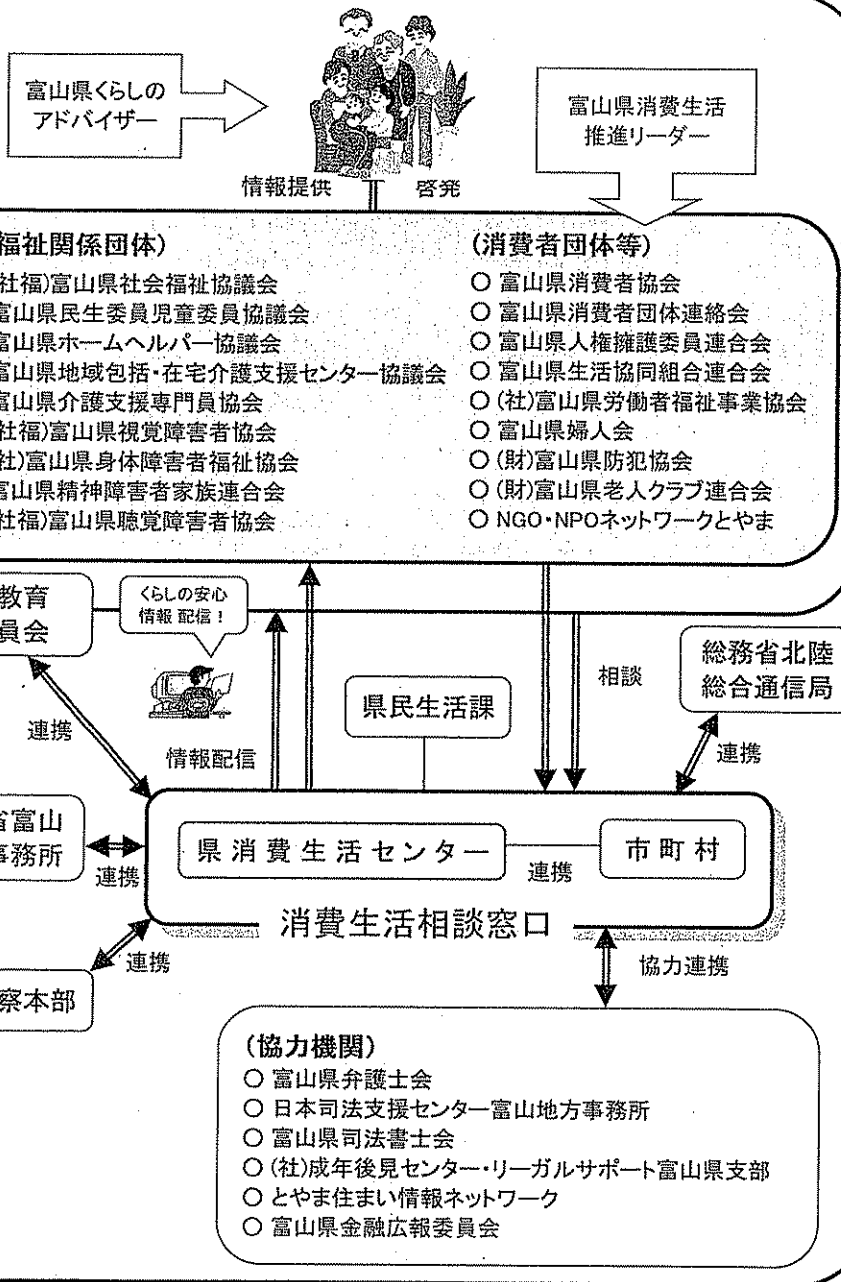 富山県くらしの
アドバイザー
富山県消費生活
推進リーダー
情報提供
啓発
福祉関係団体)
社福)富山県社会福祉協議会
富山県民生委員児童委員協議会
富山県ホームヘルパー協議会
富山県地域包括・在宅介護支援センター協議会
富山県介護支援専門員協会
社福)富山県視覚障害者協会
社)富山県身体障害者福祉協会
富山県精神障害者家族連合会
社福)富山県聴覚障害者協会
(消費者団体等)
○ 富山県消費者協会
○ 富山県消費者団体連絡会
○ 富山県人権擁護委員連合会
○ 富山県生活協同組合連合会
○ (社)富山県労働者福祉事業協会
○ 富山県婦人会
○ (財)富山県防犯協会
○ (財)富山県老人クラブ連合会
○ NGO・NPOネットワークとやま
教育
員会
くらしの安心
情報 配信!
連携
情報配信
県民生活課
相談
総務省北陸
総合通信局
連携
省富山
事務所
連携
県消費生活センター
連携
市町村
消費生活相談窓口
連携
察本部
協力連携
(協力機関)
○ 富山県弁護士会
○ 日本司法支援センター富山地方事務所
○ 富山県司法書士会
○ (社)成年後見センター・リーガルサポート富山県支部
○ とやま住まい情報ネットワーク
○ 富山県金融広報委員会